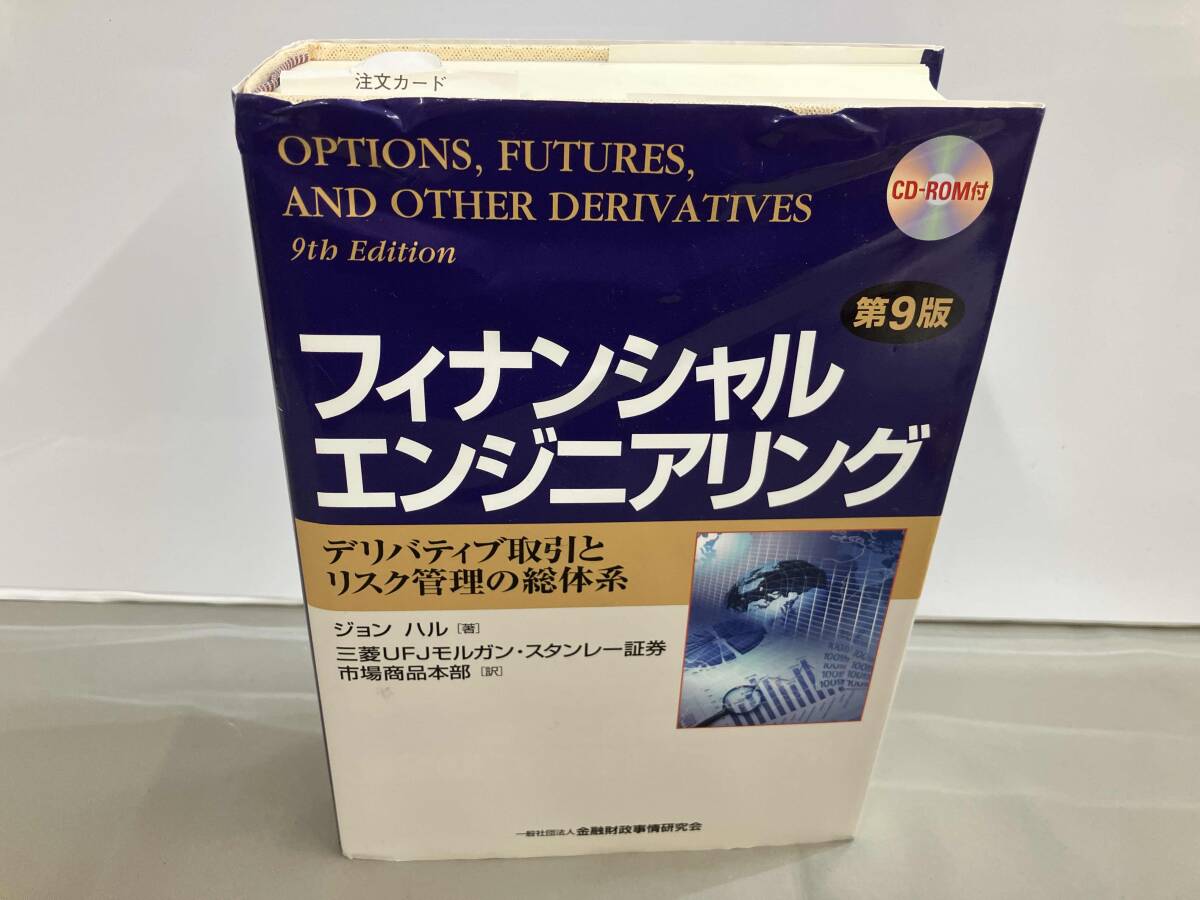 注文カード
OPTIONS, FUTURES,
AND OTHER DERIVATIVES
9th Edition
CD-ROM付
第9版
フィナンシャル
エンジニアリング
デリバティブ取引と
リスク管理の総体系
ジョン ハル [著]
三菱UFJモルガン・スタンレー証券
市場商品本部 [訳]
一般社団法人 金融財政事情研究会